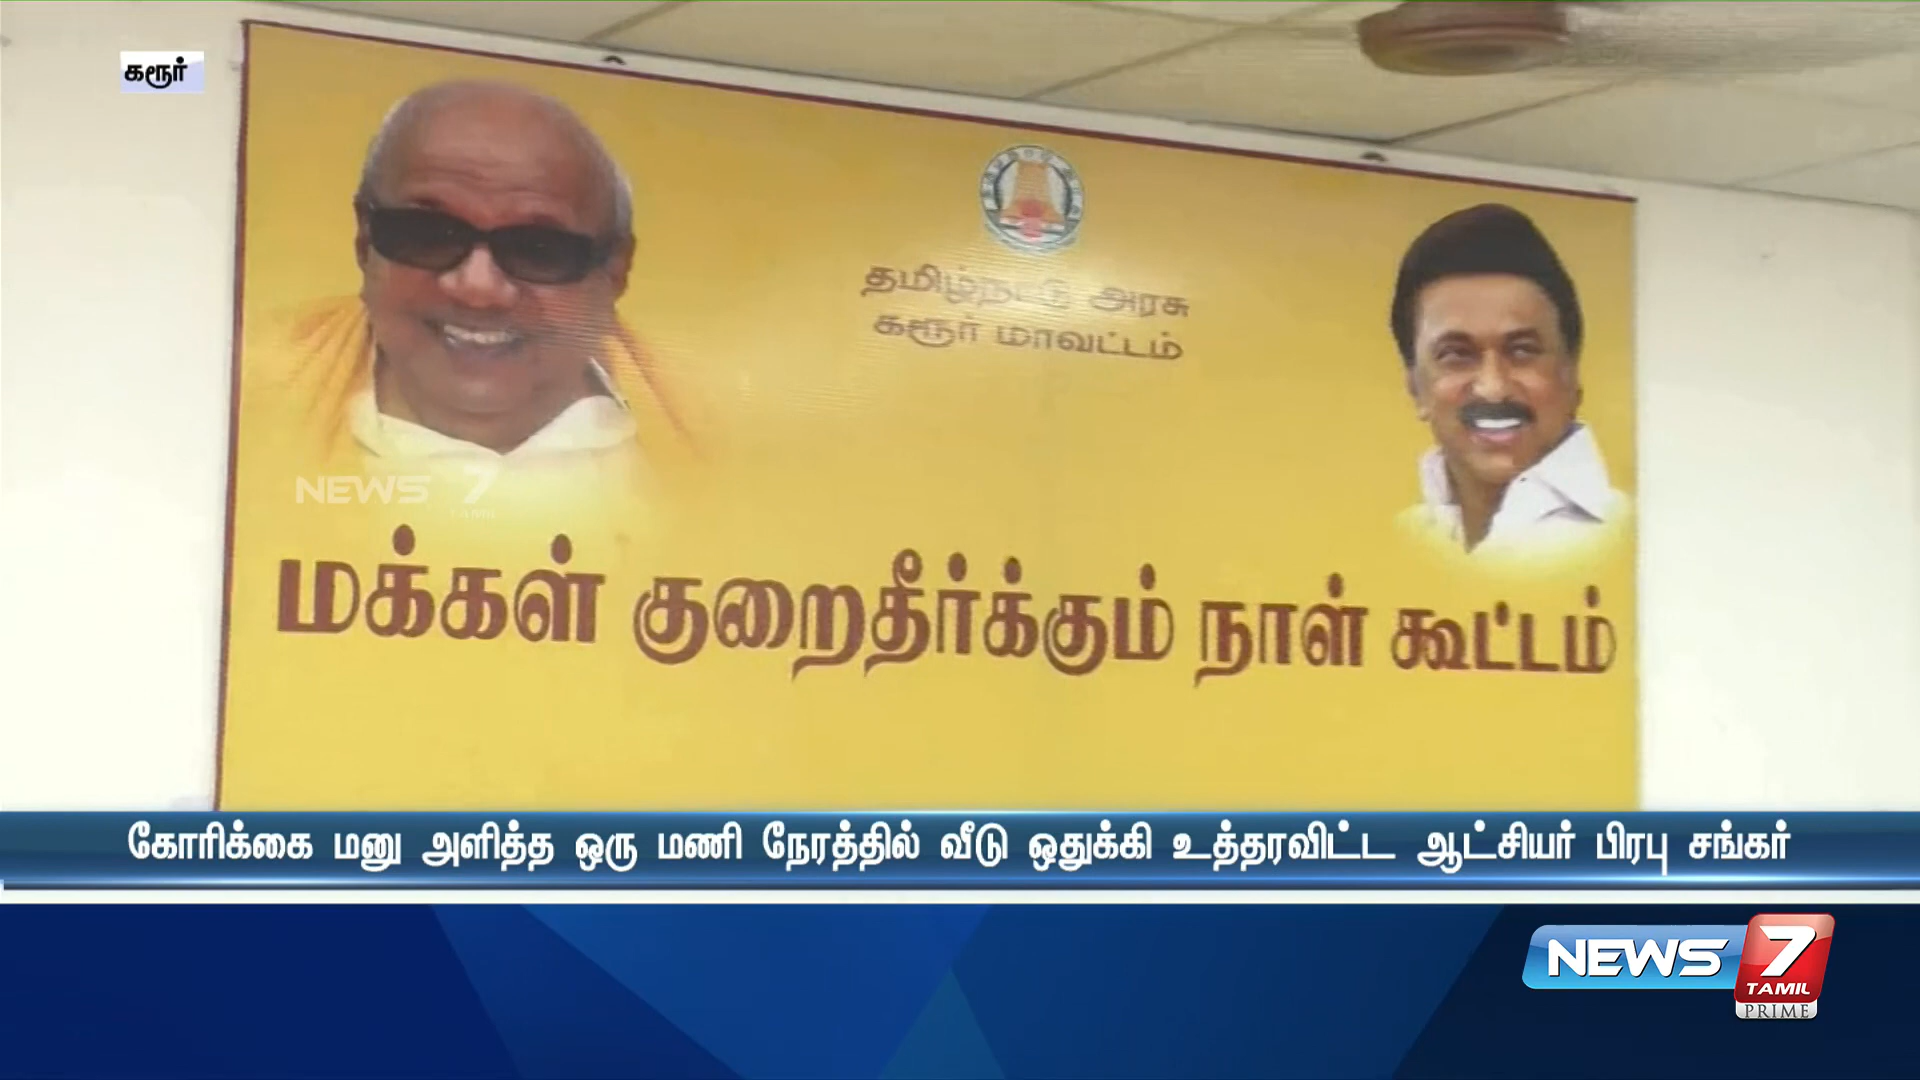 கரூர்
தமிழ்நாடு அரசு
கரூர் மாவட்டம்
NEWS 7
TAMIL
மக்கள் குறைதீர்க்கும் நாள் கூட்டம்
கோரிக்கை மனு அளித்த ஒரு மணி நேரத்தில் வீடு ஒதுக்கி உத்தரவிட்ட ஆட்சியர் பிரபு சங்கர்
NEWS 7
TAMIL
PRIME